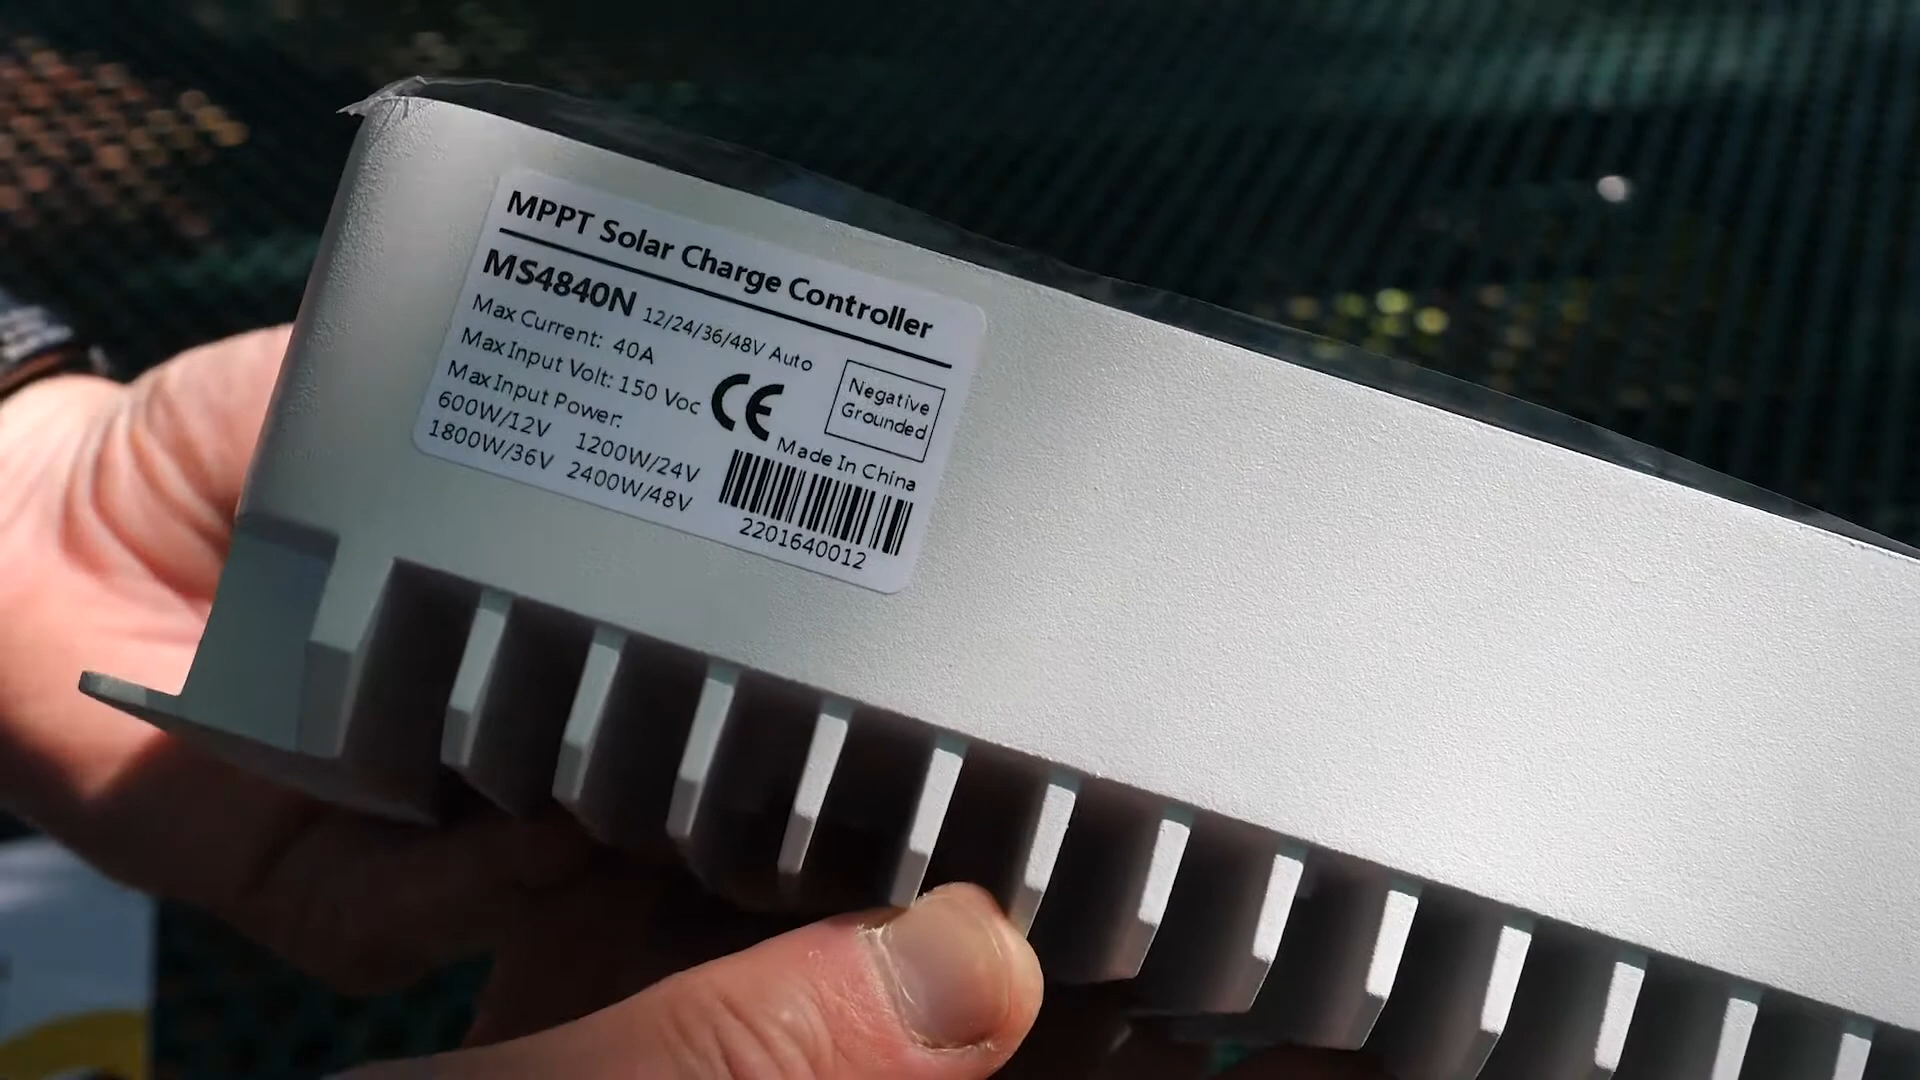 MPPT Solar Charge Controller
MS4840N 12/24/36/48V Auto
Max Current: 40A
Max Input Volt: 150 Voc
Max Input Power:
600W/12V 1200W/24V
1800W/36V 2400W/48V
CE
Negative
Grounded
Made In China
2201640012